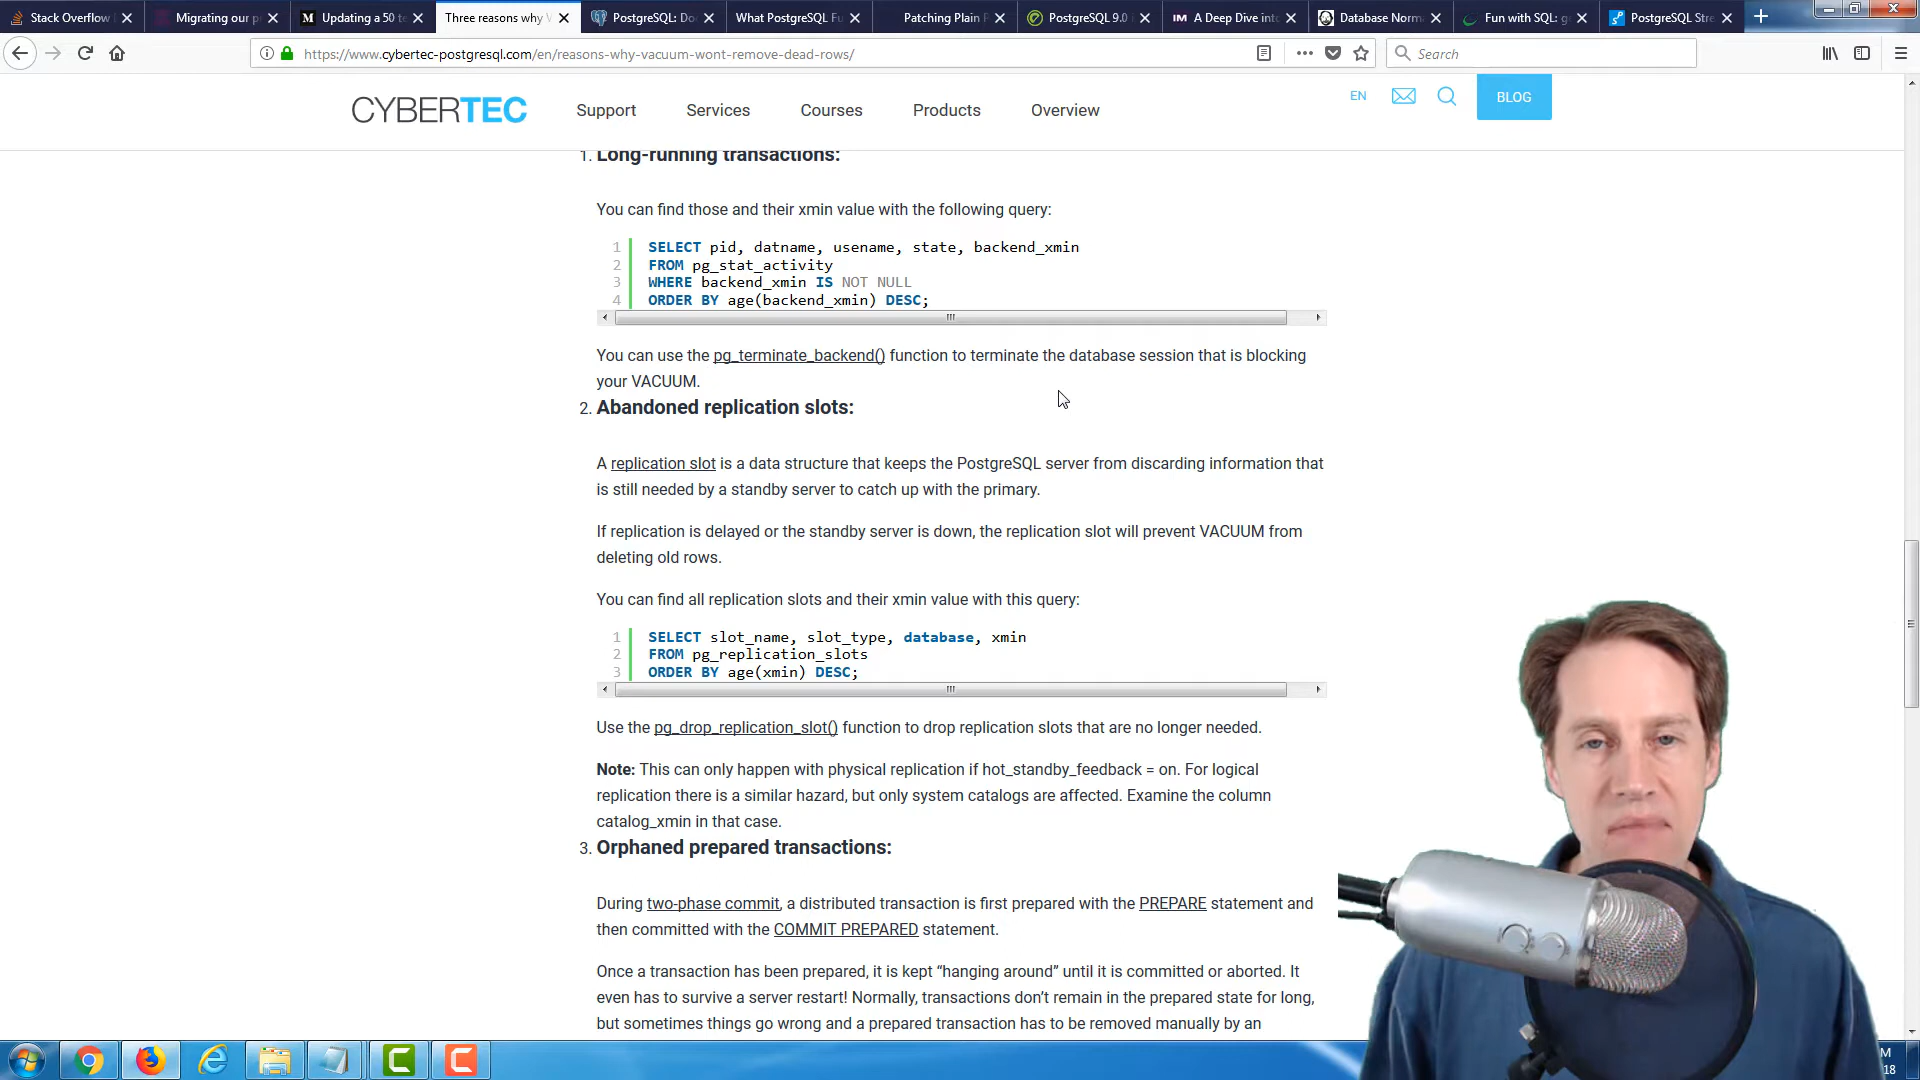 Stack Overflow
Migrating our p
Updating a 50 te
Three reasons why V
PostgreSQL: Do
What PostgreSQL Fu
Patching Plain P
PostgreSQL 9.0
A Deep Dive into
Database Norma
Fun with SQL: g
PostgreSQL Stre
https://www.cybertec-postgresql.com/en/reasons-why-vacuum-wont-remove-dead-rows/
Search
CYBERTEC
Support
Services
Courses
Products
Overview
EN
BLOG
1. Long-running transactions:
You can find those and their xmin value with the following query:
1 SELECT pid, datname, usename, state, backend_xmin
2 FROM pg_stat_activity
3 WHERE backend_xmin IS NOT NULL
4 ORDER BY age(backend_xmin) DESC;
You can use the pg_terminate_backend() function to terminate the database session that is blocking
your VACUUM.
2. Abandoned replication slots:
A replication slot is a data structure that keeps the PostgreSQL server from discarding information that
is still needed by a standby server to catch up with the primary.
If replication is delayed or the standby server is down, the replication slot will prevent VACUUM from
deleting old rows.
You can find all replication slots and their xmin value with this query:
1 SELECT slot_name, slot_type, database, xmin
2 FROM pg_replication_slots
3 ORDER BY age(xmin) DESC;
Use the pg_drop_replication_slot() function to drop replication slots that are no longer needed.
Note: This can only happen with physical replication if hot_standby_feedback = on. For logical
replication there is a similar hazard, but only system catalogs are affected. Examine the column
catalog_xmin in that case.
3. Orphaned prepared transactions:
During two-phase commit, a distributed transaction is first prepared with the PREPARE statement and
then committed with the COMMIT PREPARED statement.
Once a transaction has been prepared, it is kept “hanging around” until it is committed or aborted. It
even has to survive a server restart! Normally, transactions don’t remain in the prepared state for long,
but sometimes things go wrong and a prepared transaction has to be removed manually by an
M
18